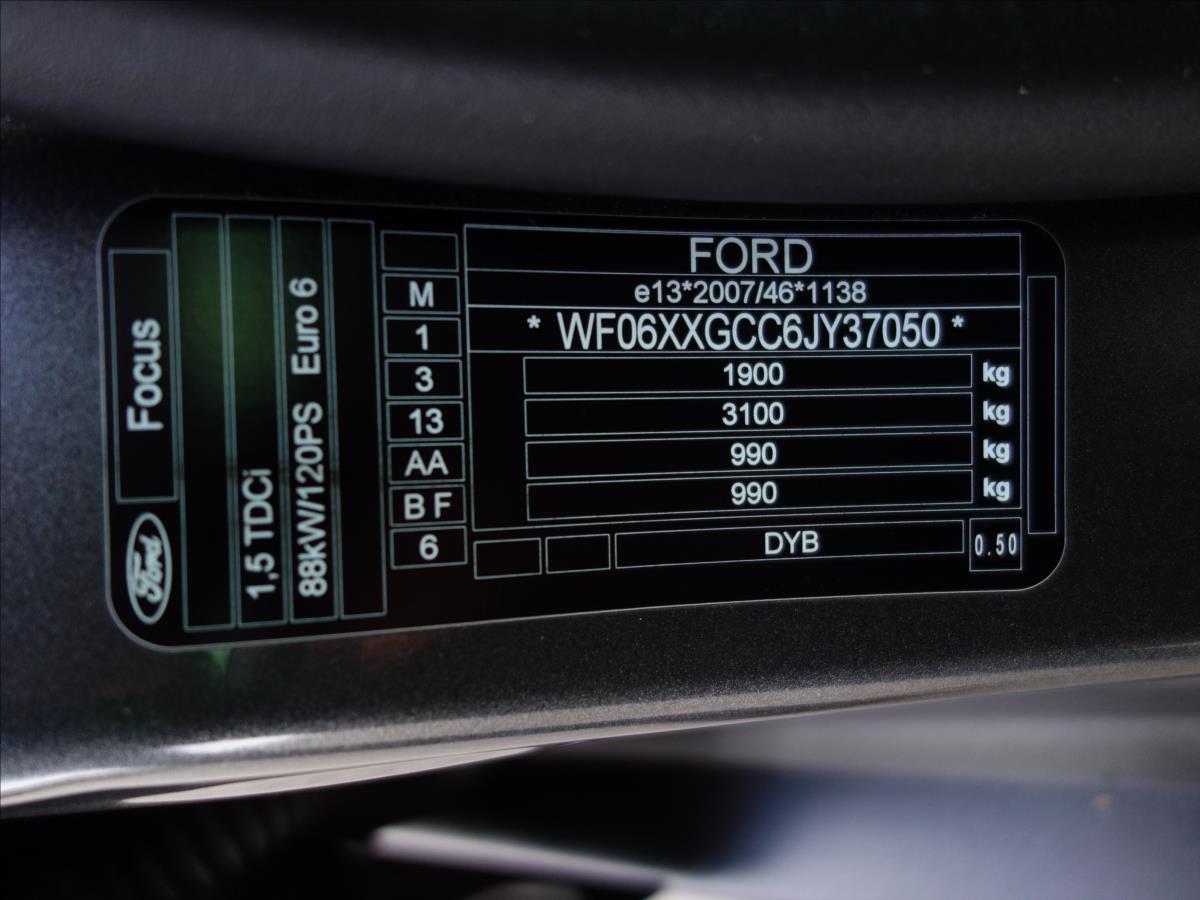 Focus
Ford
1,5 TDCi
88kW/120PS Euro 6
M
1
3
13
AA
B F
6
FORD
e13*2007/46*1138
* WF06XXGCC6JY37050 *
1900 kg
3100 kg
990 kg
990 kg
DYB
0.50